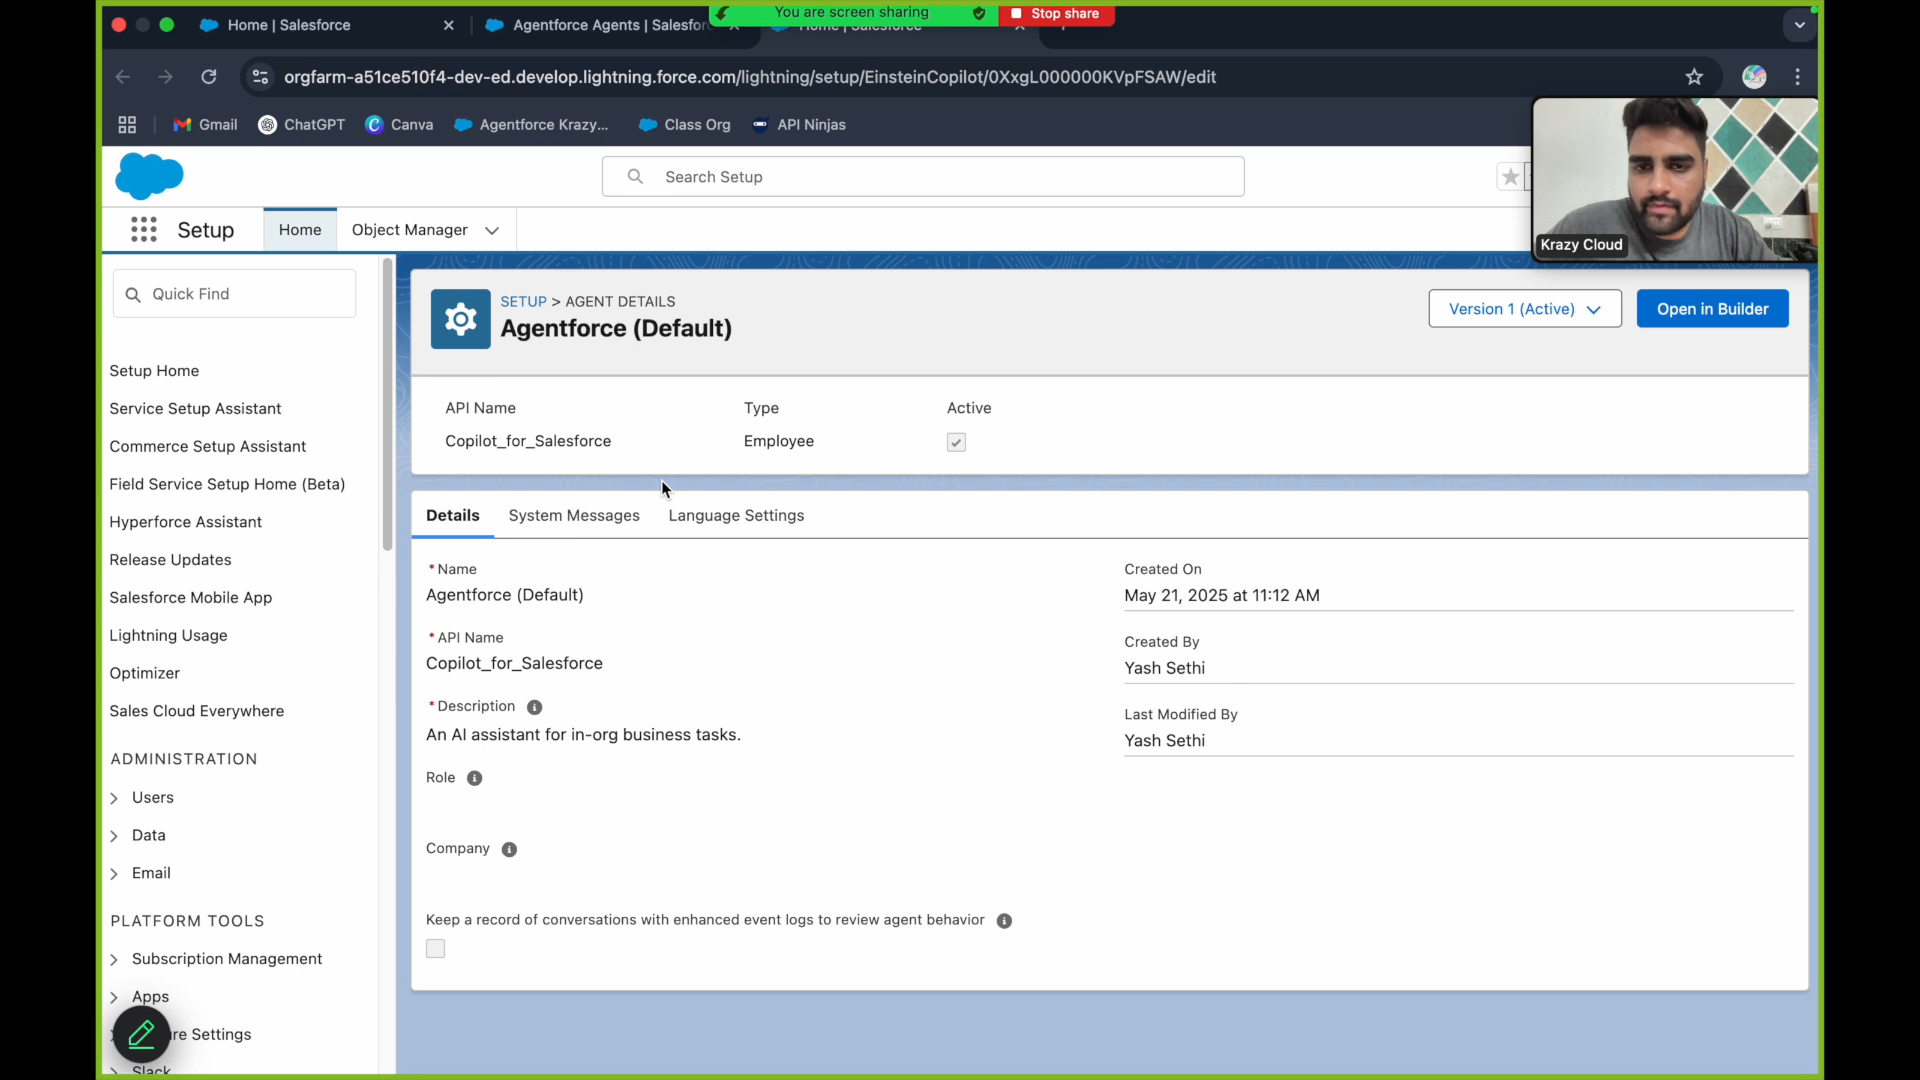 You are screen sharing
Stop share
Home | Salesforce
Agentforce Agents | Salesfor
Home | Salesforce
orgfarm-a51ce510f4-dev-ed.develop.lightning.force.com/lightning/setup/EinsteinCopilot/0XxgL000000KVpFSAW/edit
Gmail
ChatGPT
Canva
Agentforce Krazy...
Class Org
API Ninjas
Search Setup
Krazy Cloud
Setup
Home
Object Manager
Quick Find
Setup Home
Service Setup Assistant
Commerce Setup Assistant
Field Service Setup Home (Beta)
Hyperforce Assistant
Release Updates
Salesforce Mobile App
Lightning Usage
Optimizer
Sales Cloud Everywhere
ADMINISTRATION
Users
Data
Email
PLATFORM TOOLS
Subscription Management
Apps
re Settings
Slack
SETUP > AGENT DETAILS
Agentforce (Default)
Version 1 (Active)
Open in Builder
API Name
Type
Active
Copilot_for_Salesforce
Employee
Details
System Messages
Language Settings
*Name
Agentforce (Default)
*API Name
Copilot_for_Salesforce
*Description
An AI assistant for in-org business tasks.
Role
Company
Keep a record of conversations with enhanced event logs to review agent behavior
Created On
May 21, 2025 at 11:12 AM
Created By
Yash Sethi
Last Modified By
Yash Sethi